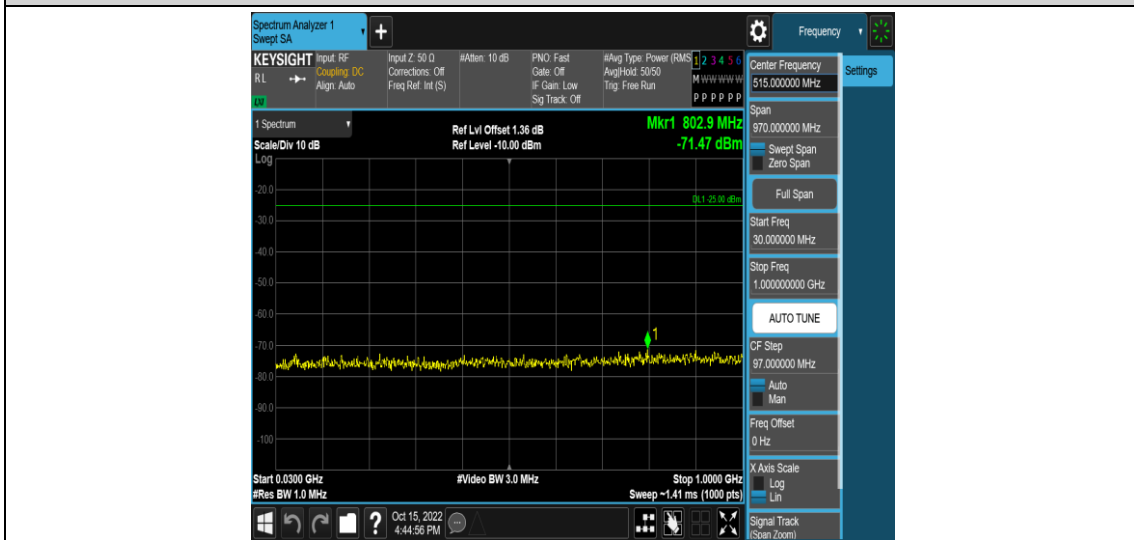 Spectrum Analyzer 1
Swept SA
+
Frequency
KEYSIGHT
RL
LXI
Input: RF
Coupling: DC
Align: Auto
Input Z: 50 Ω
Corrections: Off
Freq Ref: Int (S)
#Atten: 10 dB
PNO: Fast
Gate: Off
IF Gain: Low
Sig Track: Off
#Avg Type: Power (RMS
Avg|Hold: 50/50
Trig: Free Run
1 2 3 4 5 6
M W W W W W
P P P P P P
1 Spectrum
Scale/Div 10 dB
Ref Lvl Offset 1.36 dB
Ref Level -10.00 dBm
Mkr1 802.9 MHz
-71.47 dBm
Log
DL1 -25.00 dBm
-20.0
-30.0
-40.0
-50.0
-60.0
-70.0
-80.0
-90.0
-100
1
Start 0.0300 GHz
#Res BW 1.0 MHz
#Video BW 3.0 MHz
Stop 1.0000 GHz
Sweep ~1.41 ms (1000 pts)
Oct 15, 2022
4:44:56 PM
?
Center Frequency
515.000000 MHz
Settings
Span
970.000000 MHz
Swept Span
Zero Span
Full Span
Start Freq
30.000000 MHz
Stop Freq
1.000000000 GHz
AUTO TUNE
CF Step
97.000000 MHz
Auto
Man
Freq Offset
0 Hz
X Axis Scale
Log
Lin
Signal Track
(Span Zoom)